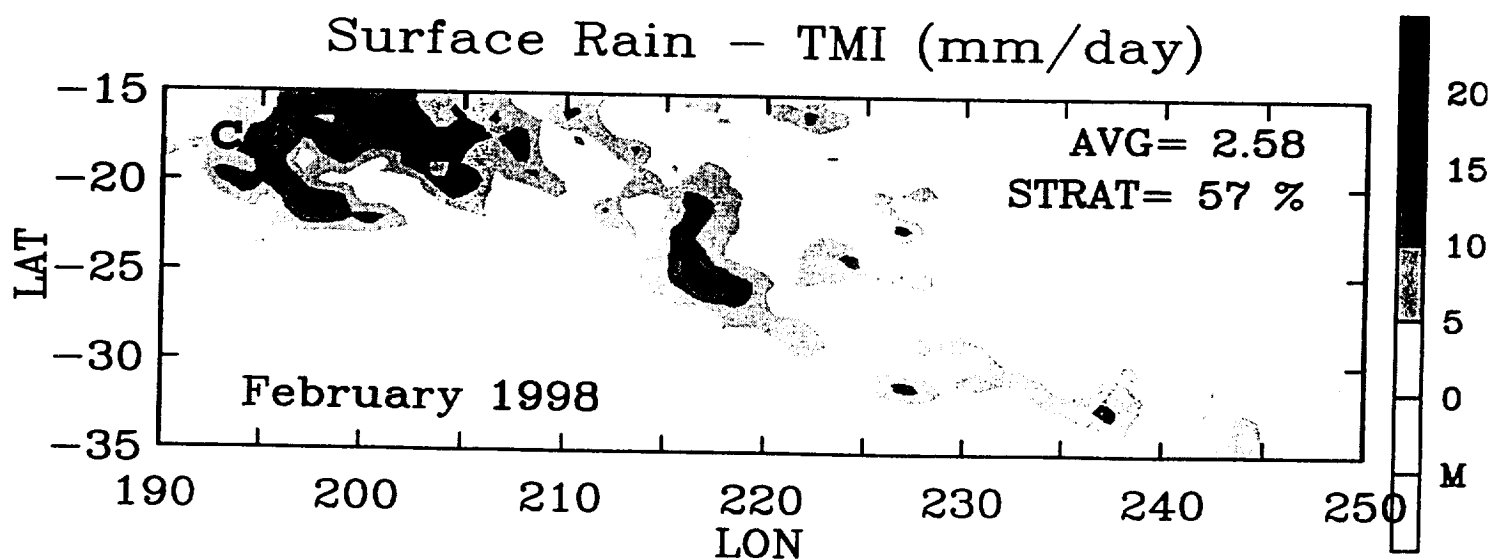 Surface Rain – TMI (mm/day)
−15
−20
−25
−30
−35
LAT
C
AVG= 2.58
STRAT= 57 %
February 1998
190
200
210
220
230
240
250
LON
20
15
10
5
0
M